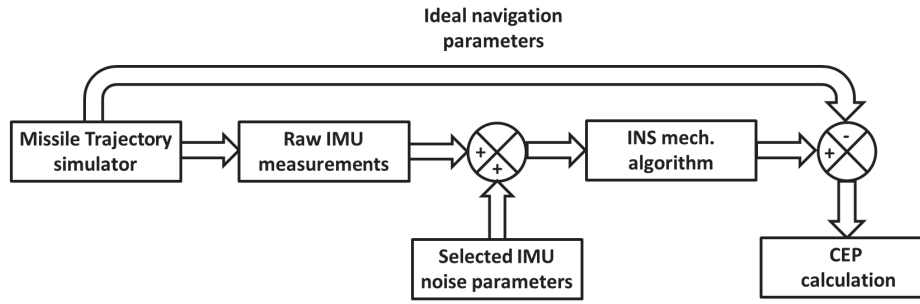 Ideal navigation
parameters
Missile Trajectory
simulator
Raw IMU
measurements
+
+
INS mech.
algorithm
-
+
Selected IMU
noise parameters
CEP
calculation